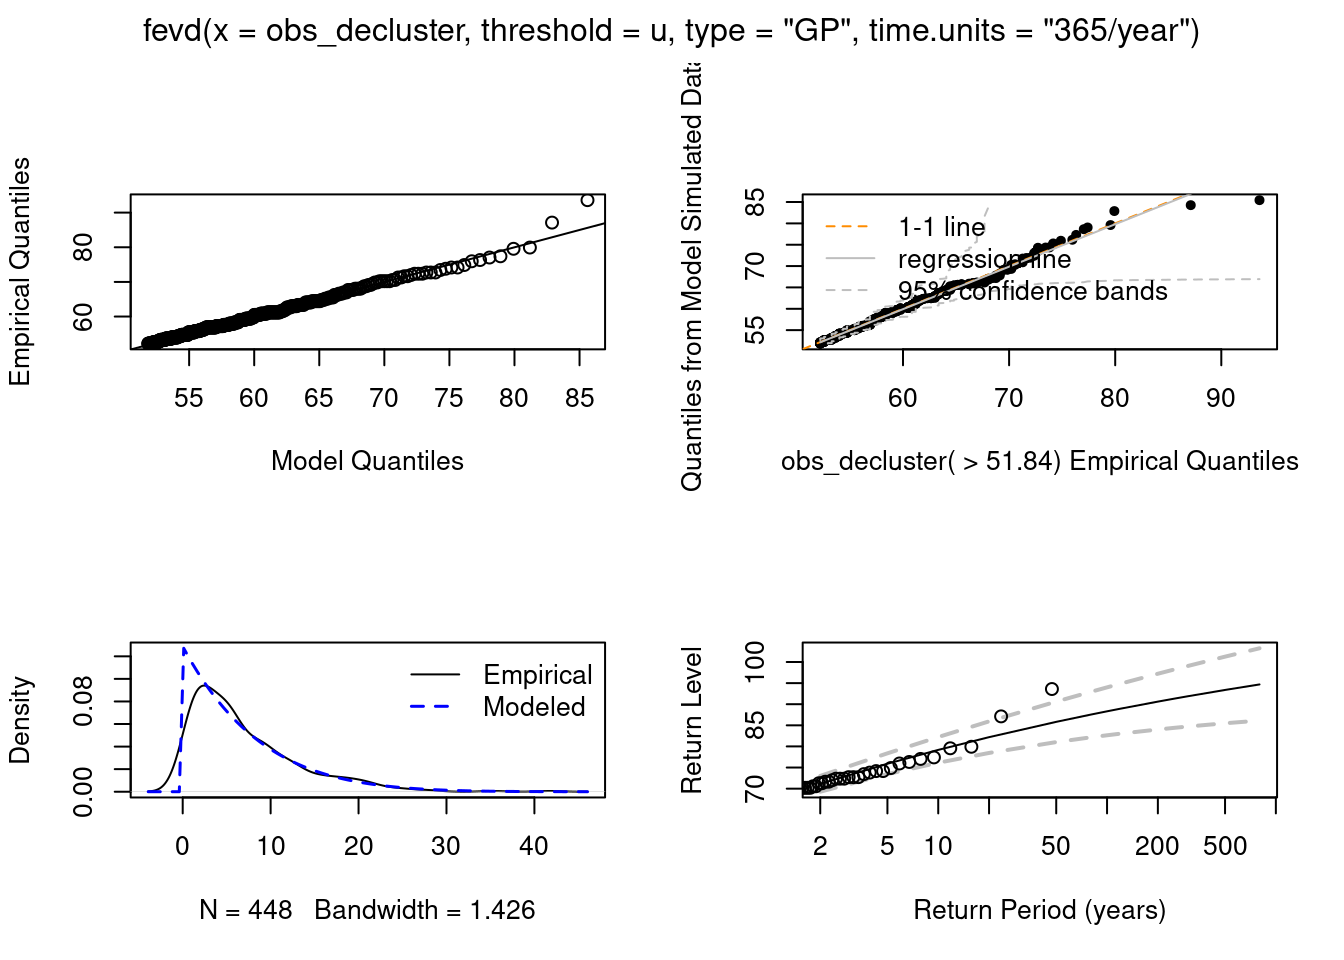 fevd(x = obs_decluster, threshold = u, type = "GP", time.units = "365/year")
Empirical Quantiles
60 80
55 60 65 70 75 80 85
Model Quantiles
Quantiles from Model Simulated Data
55 70 85
1-1 line
regression line
95% confidence bands
60 70 80 90
obs_decluster( > 51.84) Empirical Quantiles
Density
0.00 0.08
Empirical
Modeled
0 10 20 30 40
N = 448 Bandwidth = 1.426
Return Level
70 85 100
2 5 10 50 200 500
Return Period (years)